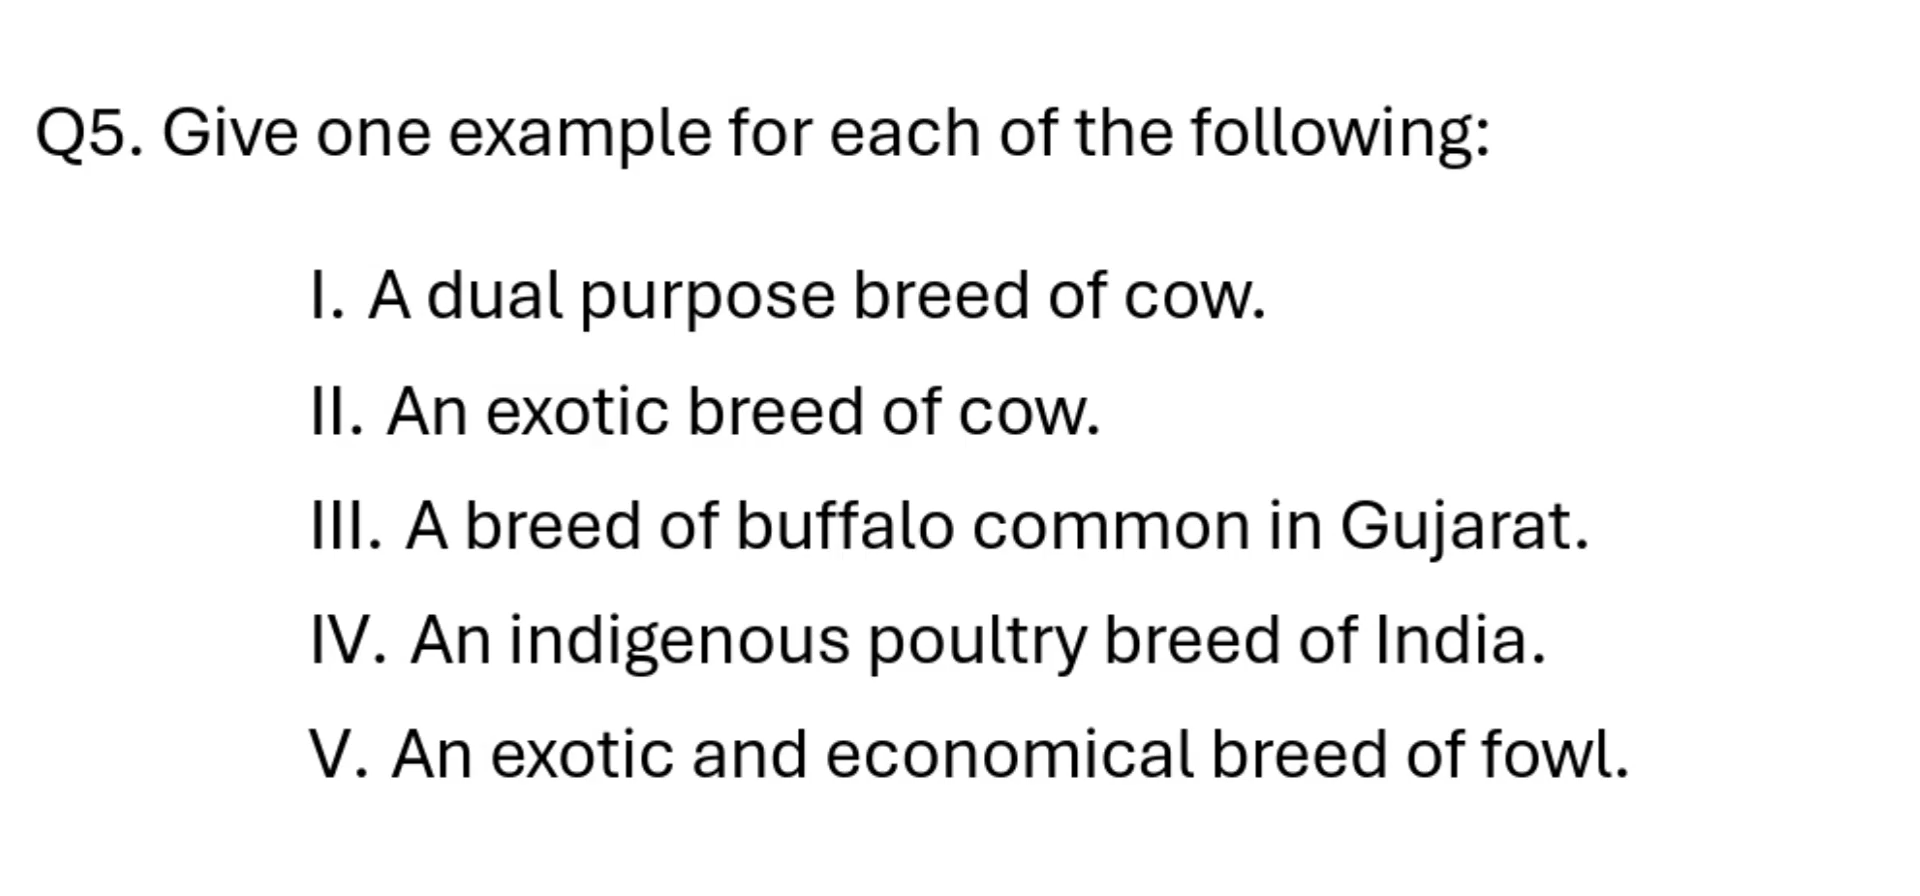 Q5. Give one example for each of the following:
I. A dual purpose breed of cow.
II. An exotic breed of cow.
III. A breed of buffalo common in Gujarat.
IV. An indigenous poultry breed of India.
V. An exotic and economical breed of fowl.